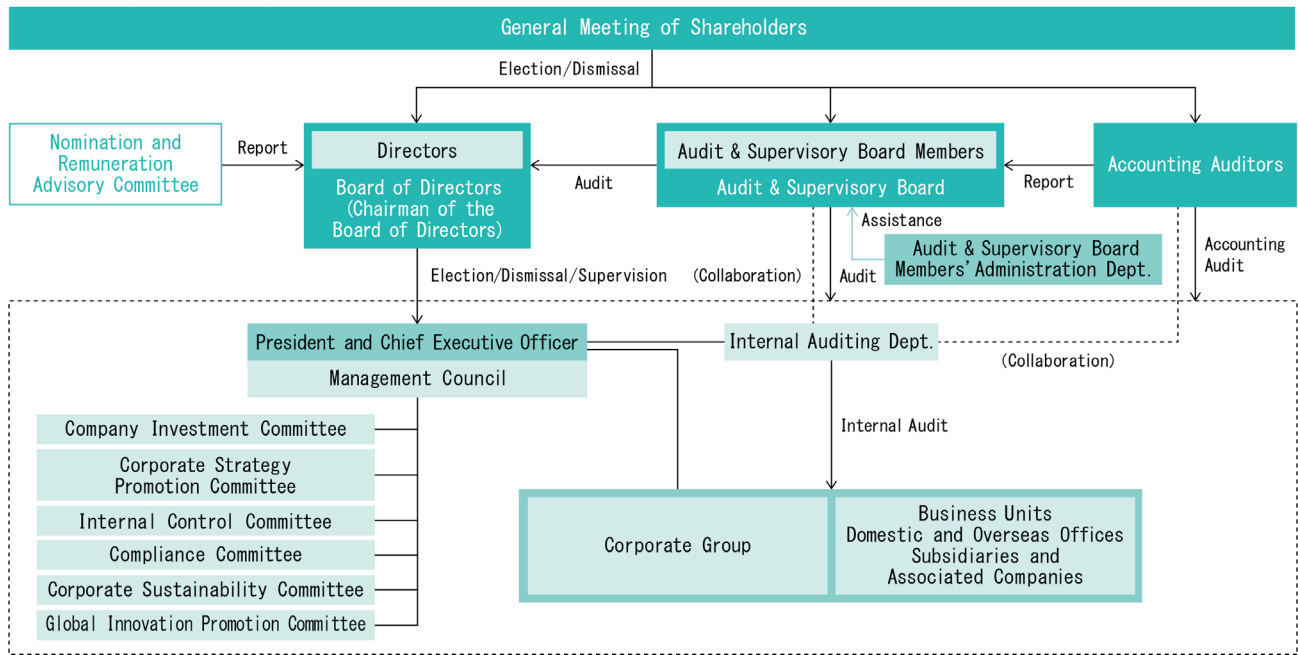 General Meeting of Shareholders
Election/Dismissal
Nomination and
Remuneration
Advisory Committee
Report
Directors
Board of Directors
(Chairman of the
Board of Directors)
Audit
Audit & Supervisory Board Members
Audit & Supervisory Board
Report
Accounting Auditors
Assistance
Audit & Supervisory Board
Members' Administration Dept.
Election/Dismissal/Supervision
(Collaboration)
Audit
Accounting
Audit
President and Chief Executive Officer
Management Council
Internal Auditing Dept.
(Collaboration)
Company Investment Committee
Corporate Strategy
Promotion Committee
Internal Control Committee
Compliance Committee
Corporate Sustainability Committee
Global Innovation Promotion Committee
Internal Audit
Corporate Group
Business Units
Domestic and Overseas Offices
Subsidiaries and
Associated Companies